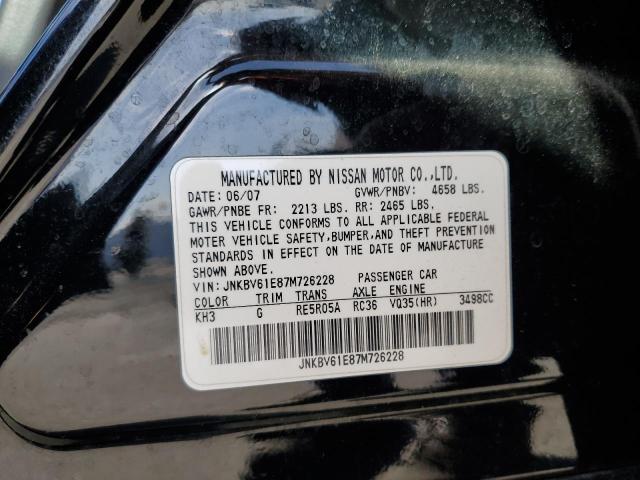 MANUFACTURED BY NISSAN MOTOR CO.,LTD.
DATE: 06/07 GVWR/PNBV: 4658 LBS.
GAWR/PNBE FR: 2213 LBS. RR: 2465 LBS.
THIS VEHICLE CONFORMS TO ALL APPLICABLE FEDERAL
MOTOR VEHICLE SAFETY,BUMPER,AND THEFT PREVENTION
STANDARDS IN EFFECT ON THE DATE OF MANUFACTURE
SHOWN ABOVE.
VIN: JNKBV61E87M726228 PASSENGER CAR
COLOR TRIM TRANS AXLE ENGINE
KH3 G RE5R05A RC36 VQ35(HR) 3498CC
JNKBV61E87M726228